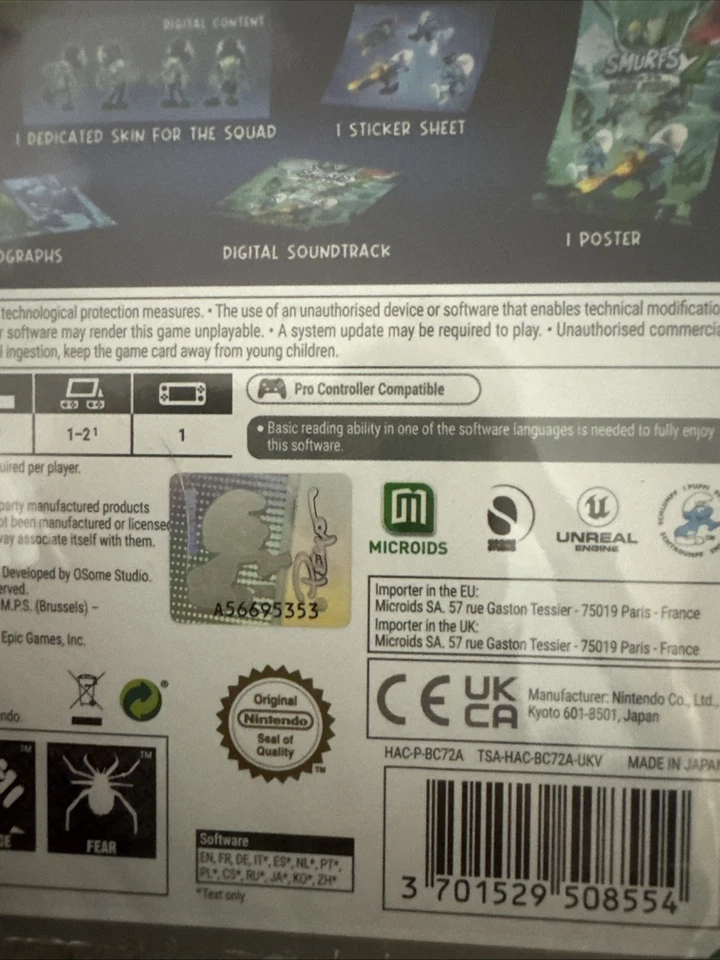 DIGITAL CONTENT
1 DEDICATED SKIN FOR THE SQUAD
1 STICKER SHEET
SMURFS
OGRAPHS
DIGITAL SOUNDTRACK
1 POSTER
technological protection measures. • The use of an unauthorised device or software that enables technical modificatio
r software may render this game unplayable. • A system update may be required to play. • Unauthorised commercia
l ingestion, keep the game card away from young children.
Pro Controller Compatible
1-2¹
1
• Basic reading ability in one of the software languages is needed to fully enjoy
this software.
uired per player.
party manufactured products
ot been manufactured or license
way associate itself with them.
Developed by OSome Studio.
erved.
M.P.S. (Brussels) –
Epic Games, Inc.
Peyo
A56695353
MICROIDS
UNREAL
ENGINE
Importer in the EU:
Microids SA. 57 rue Gaston Tessier - 75019 Paris - France
Importer in the UK:
Microids SA. 57 rue Gaston Tessier - 75019 Paris - France
CE UK
CA
Manufacturer: Nintendo Co., Ltd.,
Kyoto 601-8501, Japan
ndo.
Original
Nintendo
Seal of
Quality
TM
HAC-P-BC72A TSA-HAC-BC72A-UKV MADE IN JAPAN
TM
TM
CE
FEAR
Software
EN, FR, DE, IT*, ES*, NL*, PT*,
PL*, CS*, RU*, JA*, KO*, ZH*
*Text only
3 701529 508554